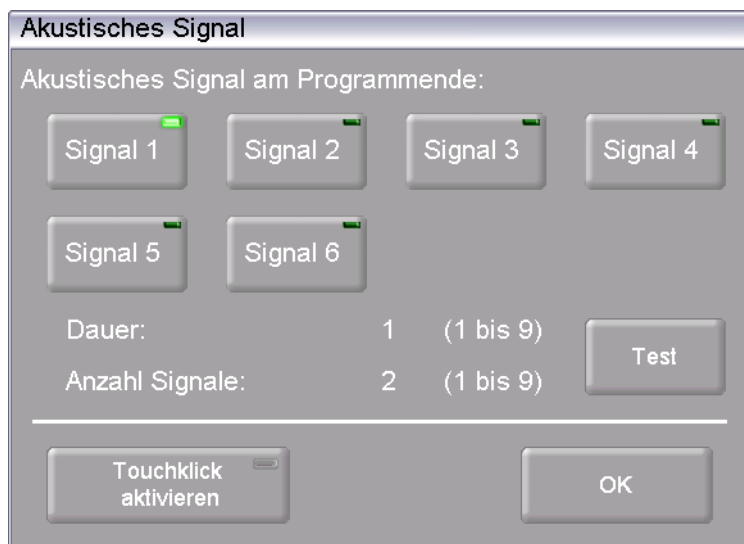 Akustisches Signal
Akustisches Signal am Programmende:
Signal 1 Signal 2 Signal 3 Signal 4
Signal 5 Signal 6
Dauer: 1 (1 bis 9)
Test
Anzahl Signale: 2 (1 bis 9)
Touchklick
aktivieren
OK